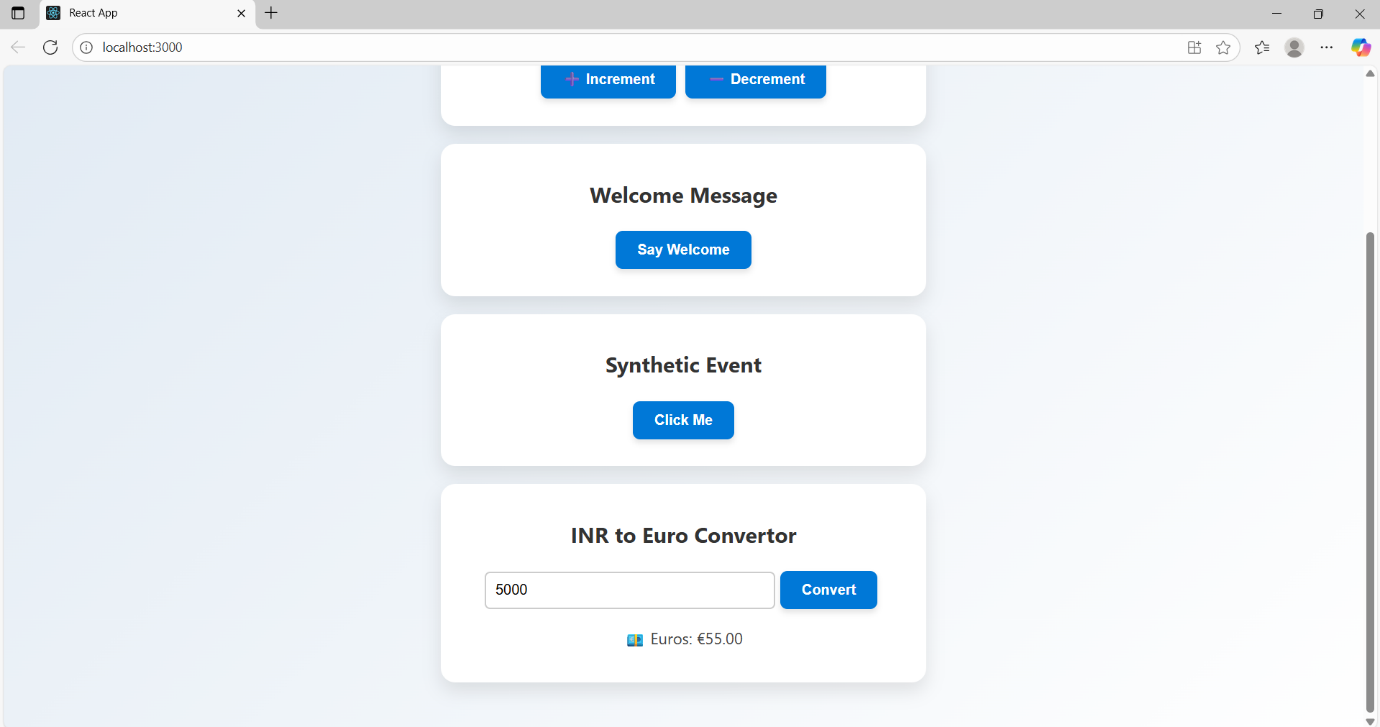 React App
localhost:3000
Increment Decrement
Welcome Message
Say Welcome
Synthetic Event
Click Me
INR to Euro Convertor
5000 Convert
Euros: €55.00